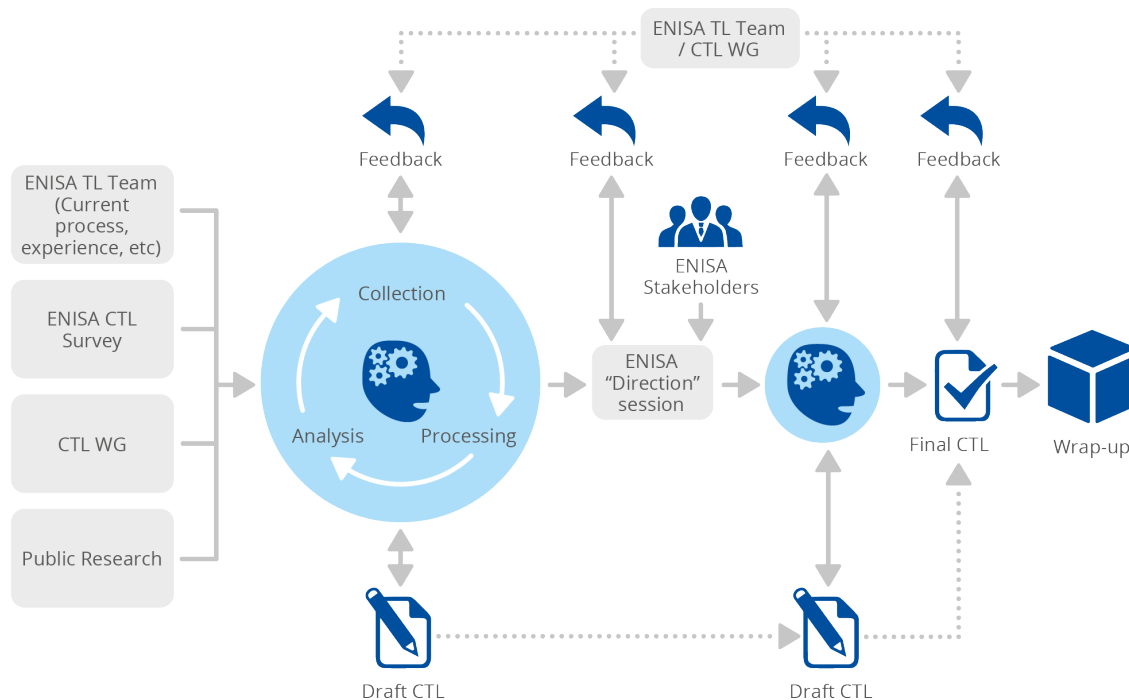 ENISA TL Team
/ CTL WG
Feedback
Feedback
Feedback
Feedback
ENISA TL Team
(Current
process,
experience, etc)
ENISA CTL
Survey
CTL WG
Public Research
Collection
Analysis
Processing
ENISA
Stakeholders
ENISA
“Direction”
session
Final CTL
Wrap-up
Draft CTL
Draft CTL